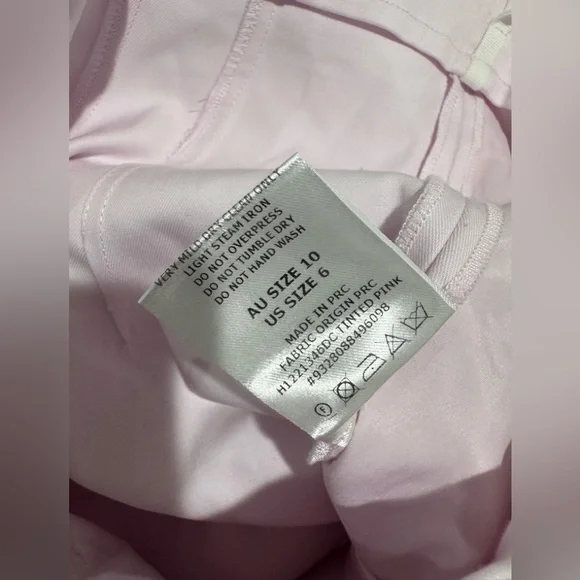 VERY MILD DRY CLEAN ONLY
LIGHT STEAM IRON
DO NOT OVERPRESS
DO NOT TUMBLE DRY
DO NOT HAND WASH
AU SIZE 10
US SIZE 6
MADE IN PRC
FABRIC ORIGIN PRC
H1221346DC TINTED PINK
#9328088496098
F